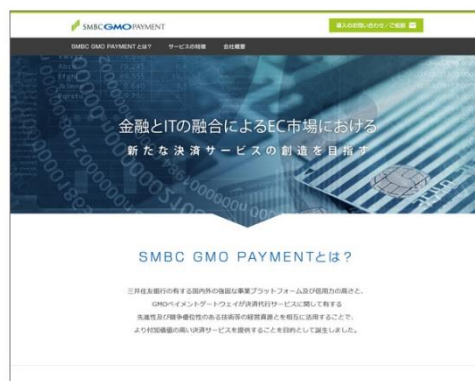 SMBC GMO PAYMENT
導入のお問い合わせ/ご相談
SMBC GMO PAYMENTとは？ サービスの特徴 会社概要
金融とITの融合によるEC市場における
新たな決済サービスの創造を目指す
SMBC GMO PAYMENTとは？
三井住友銀行の有する国内外の強固な事業プラットフォーム及び信用力の高さと、
GMOペイメントゲートウェイが決済代行サービスに関して有する
先進性及び競争優位性のある技術等の経営資源とを相互に活用することで、
より付加価値の高い決済サービスを提供することを目的として誕生しました。